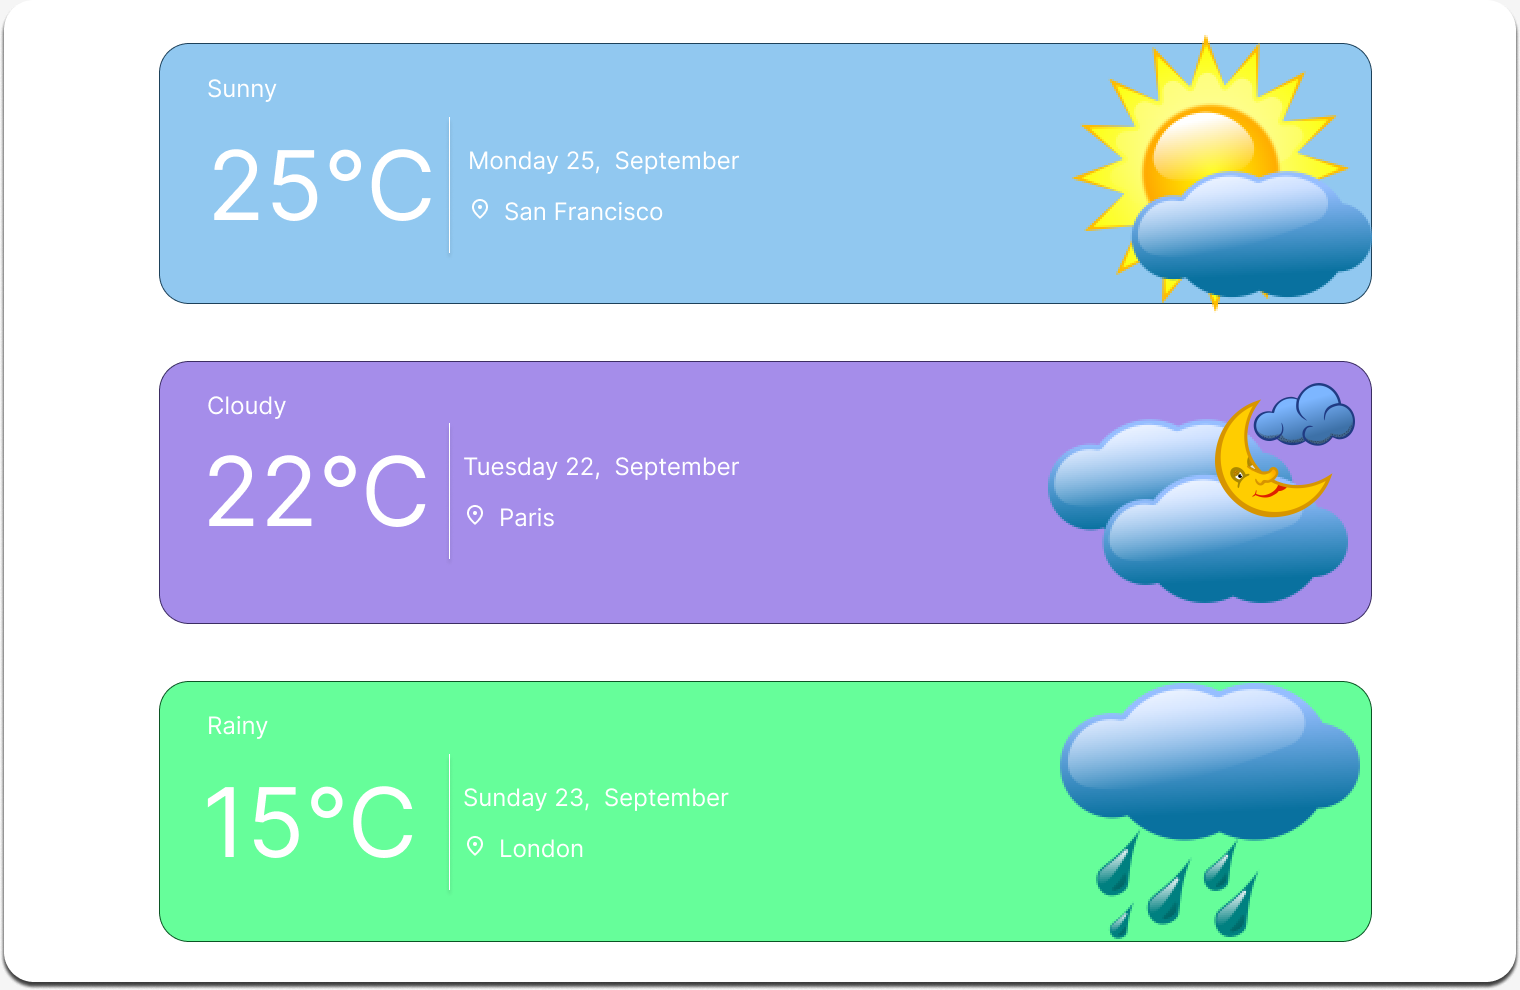 Sunny
25°C
Monday 25,  September
San Francisco
Cloudy
22°C
Tuesday 22,  September
Paris
Rainy
15°C
Sunday 23,  September
London